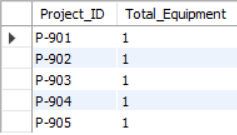 Project_ID Total_Equipment
P-901 1
P-902 1
P-903 1
P-904 1
P-905 1